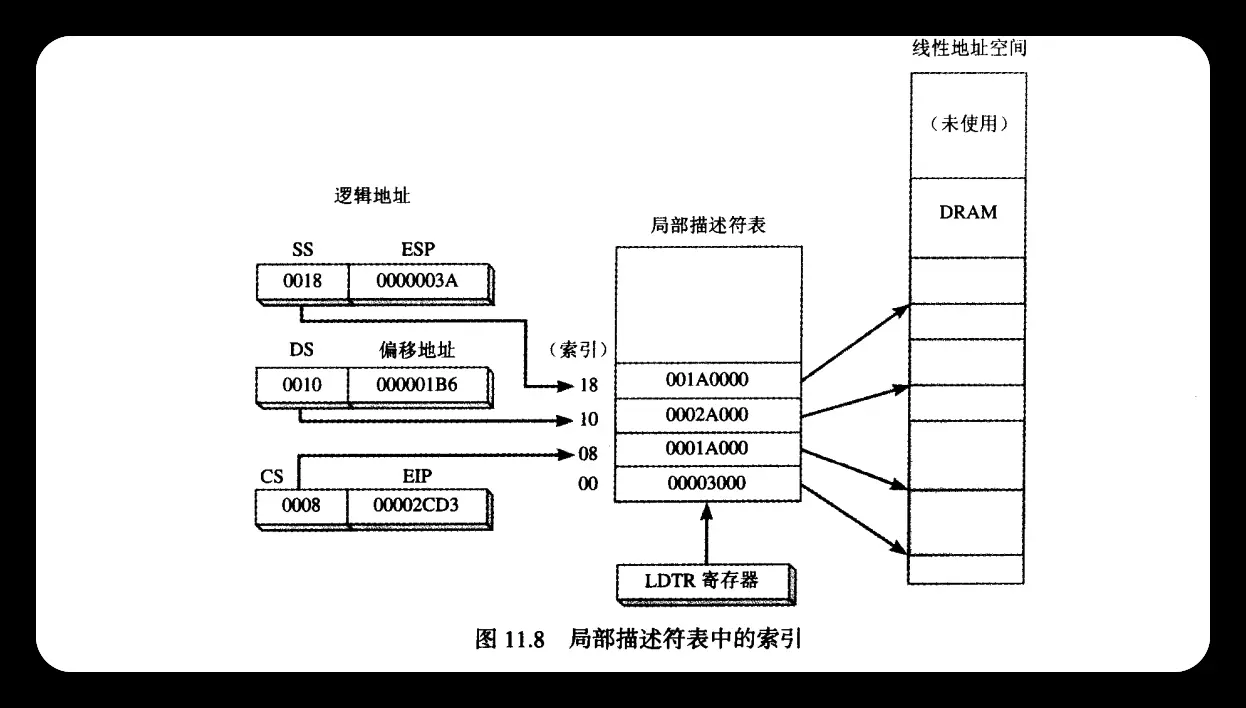 线性地址空间
（未使用）
DRAM
逻辑地址
局部描述符表
SS ESP
0018 0000003A
DS 偏移地址
0010 000001B6
（索引）
18 001A0000
10 0002A000
08 0001A000
00 00003000
CS EIP
0008 00002CD3
LDTR 寄存器
图 11.8 局部描述符表中的索引